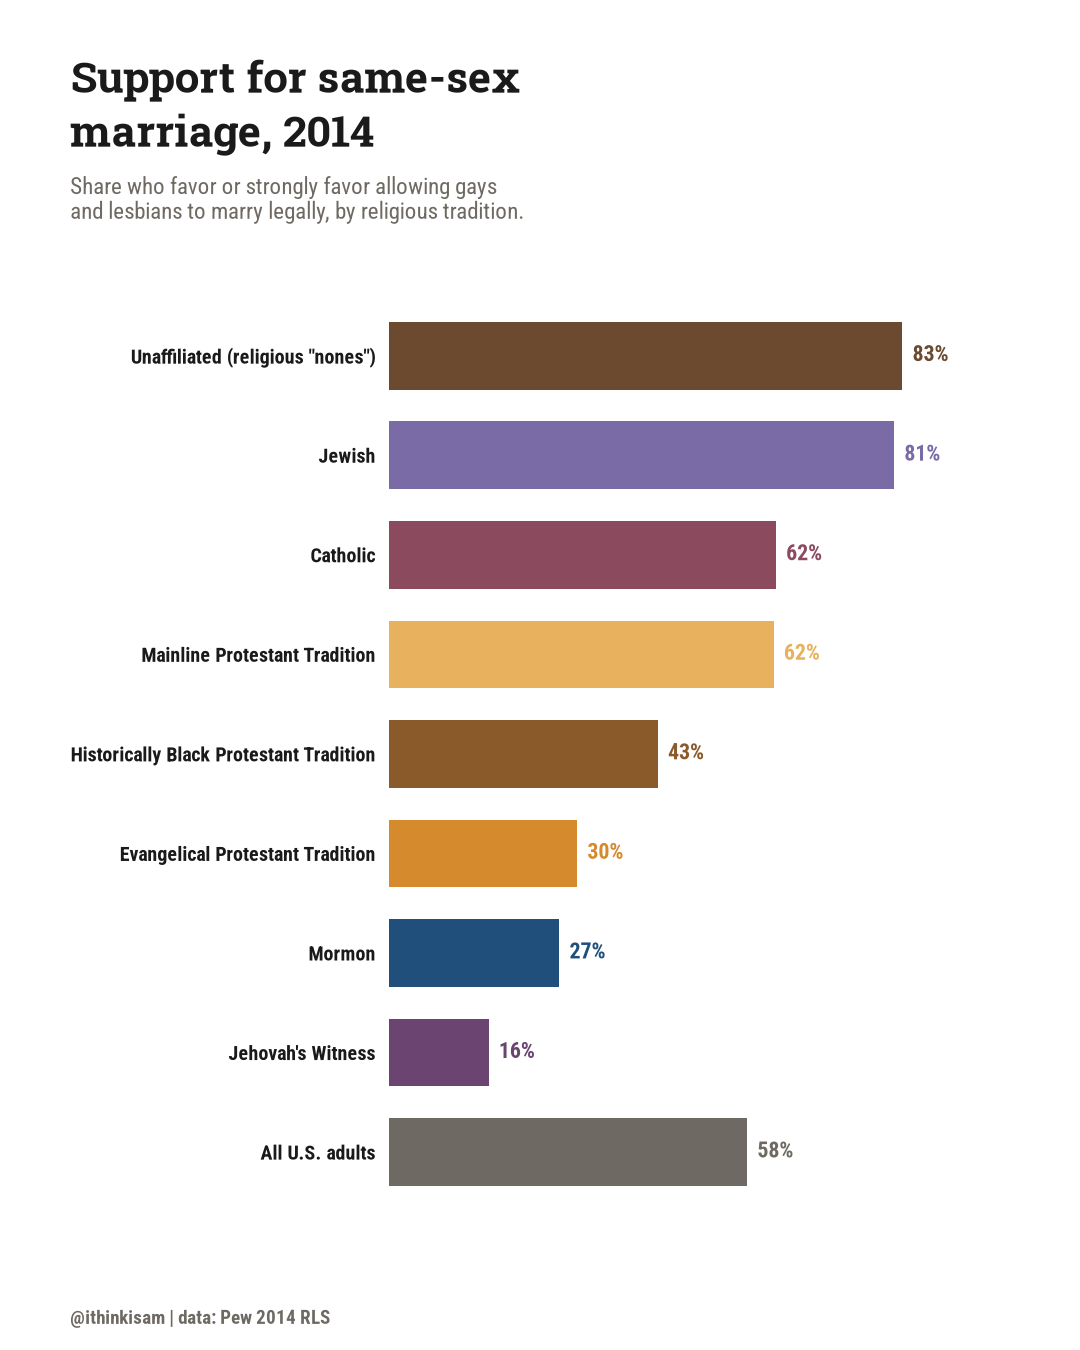 Support for same-sex
marriage, 2014
Share who favor or strongly favor allowing gays
and lesbians to marry legally, by religious tradition.
Unaffiliated (religious "nones") 83%
Jewish 81%
Catholic 62%
Mainline Protestant Tradition 62%
Historically Black Protestant Tradition 43%
Evangelical Protestant Tradition 30%
Mormon 27%
Jehovah's Witness 16%
All U.S. adults 58%
@ithinkisam | data: Pew 2014 RLS